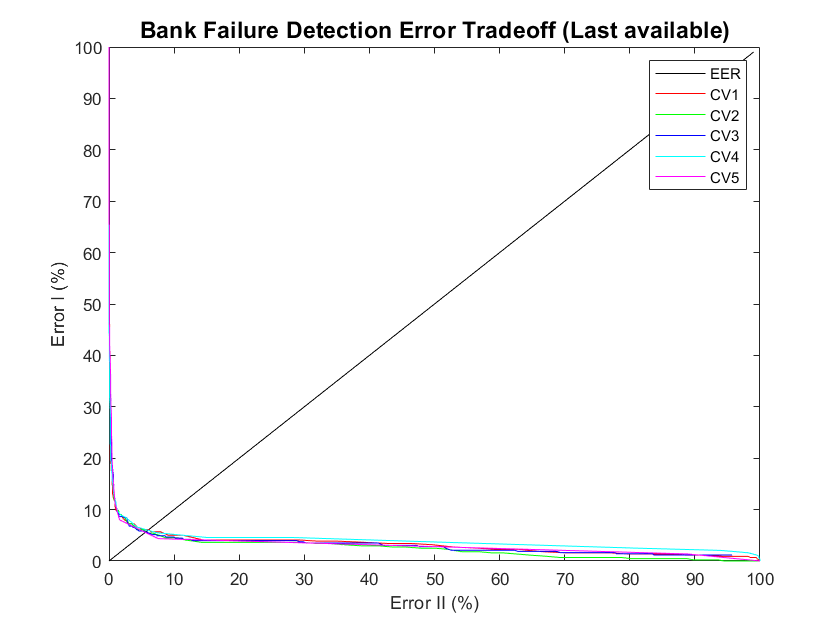 Bank Failure Detection Error Tradeoff (Last available)
100
90
80
70
60
50
40
30
20
10
0
Error I (%)
EER
CV1
CV2
CV3
CV4
CV5
0 10 20 30 40 50 60 70 80 90 100
Error II (%)